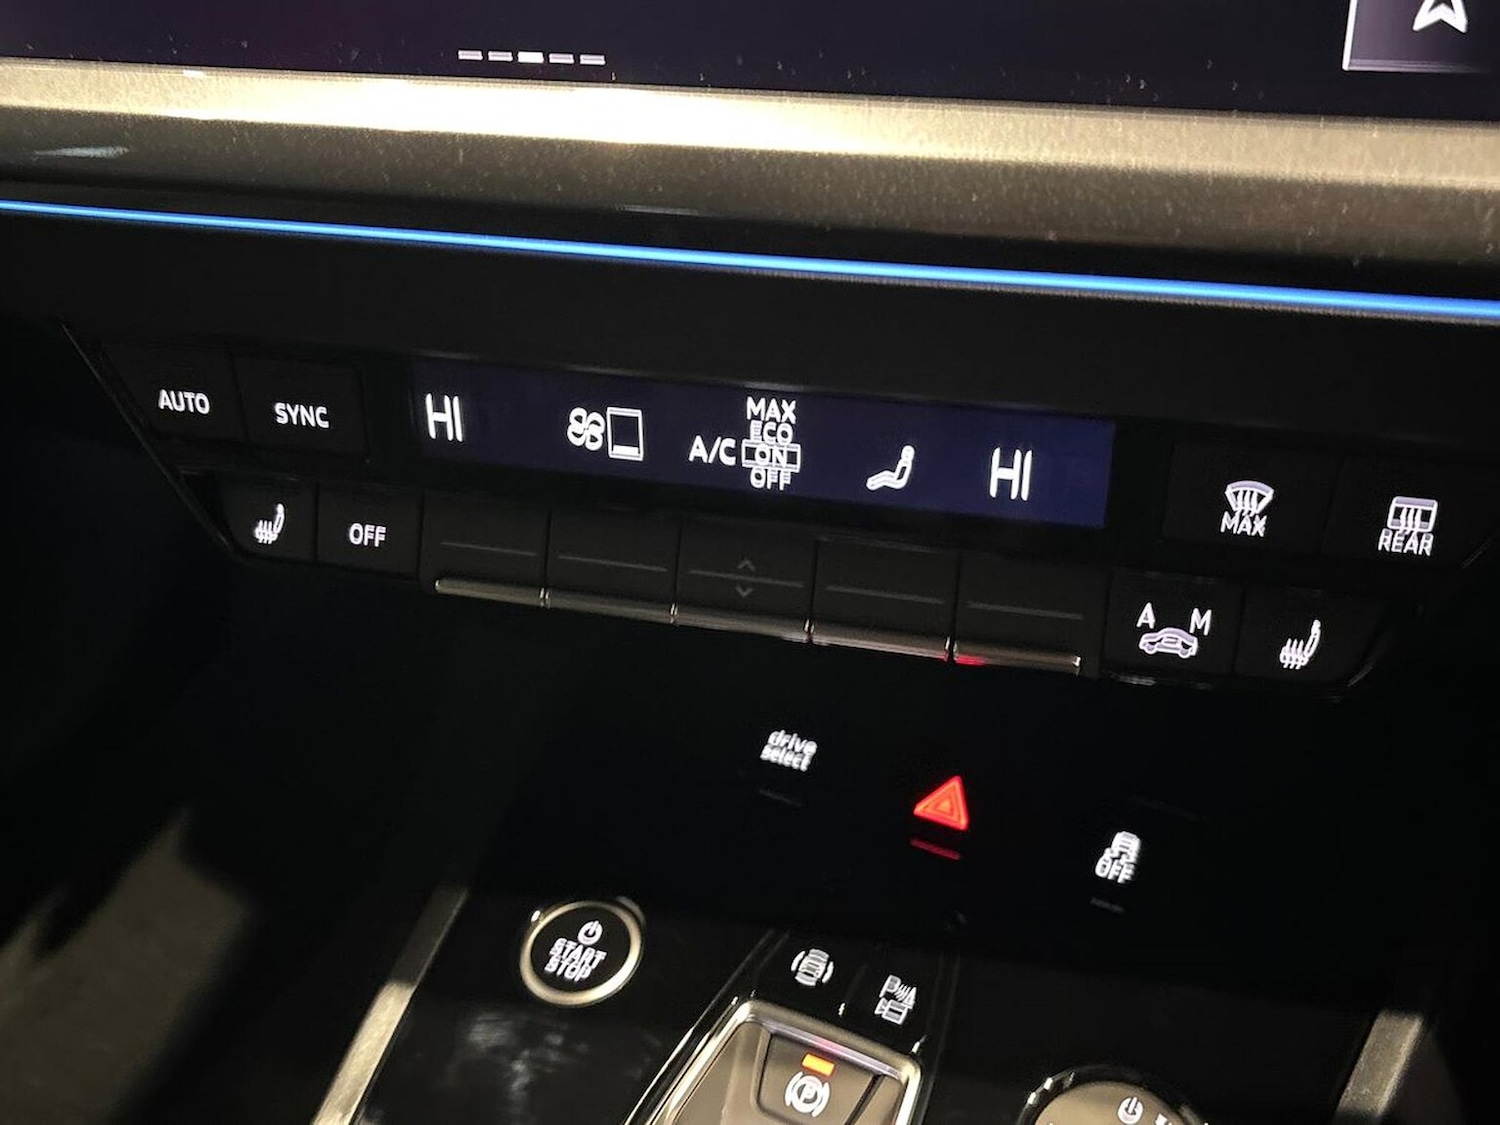 AUTO
SYNC
HI
A/C
MAX
ECO
ON
OFF
HI
MAX
REAR
OFF
A M
drive
select
OFF
START
STOP
P
P